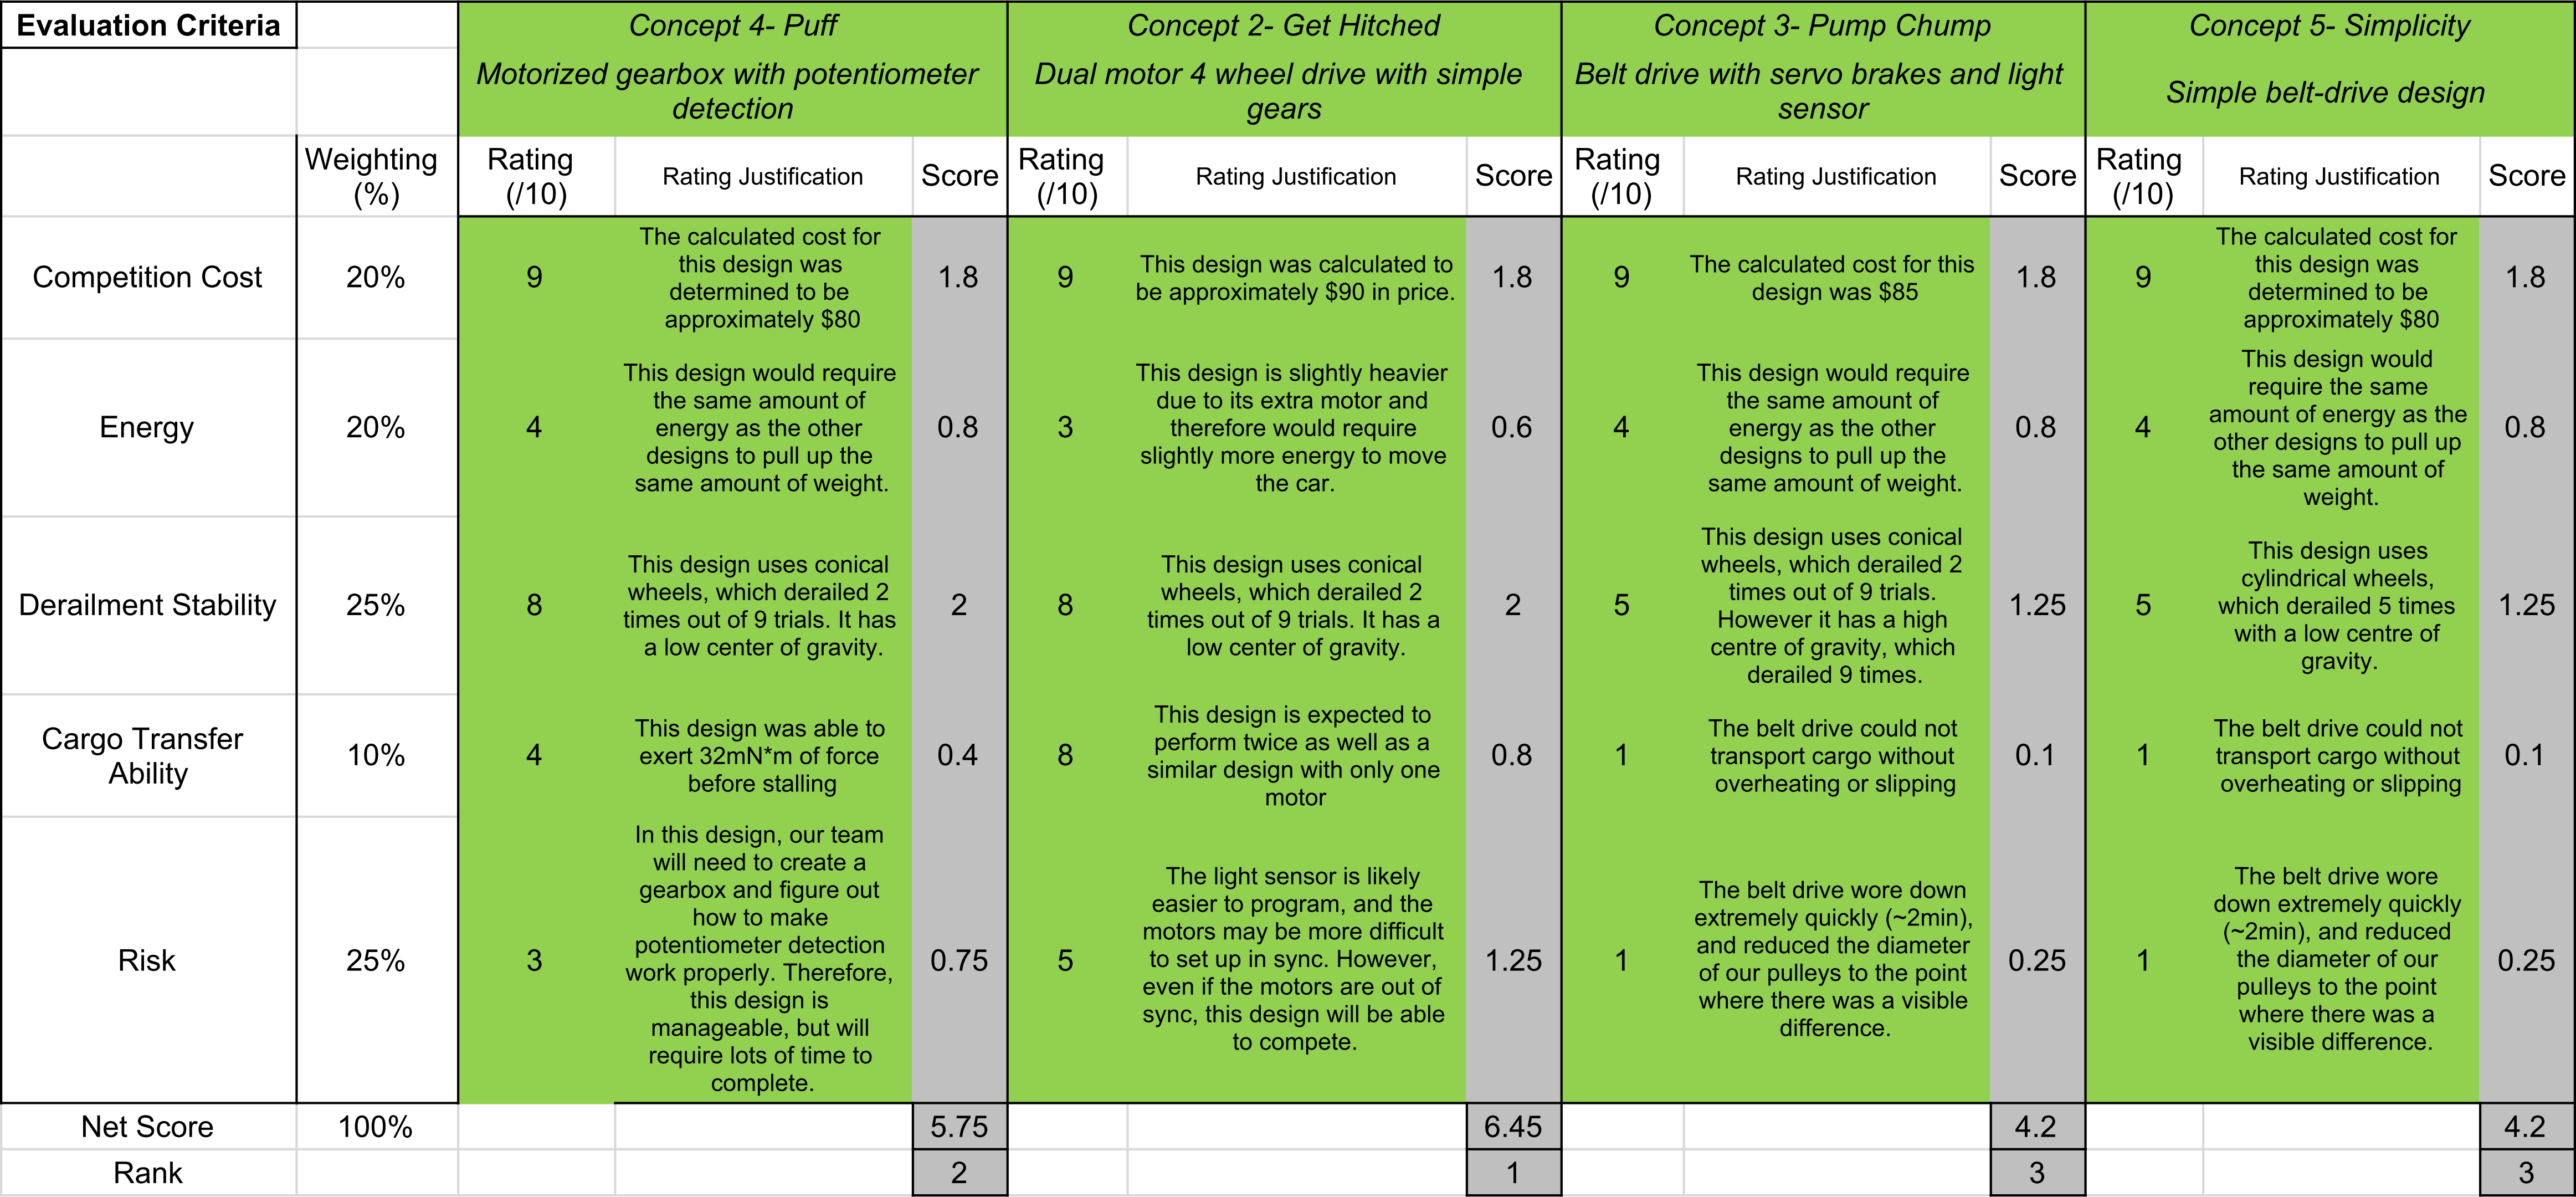 Evaluation Criteria
Concept 4- Puff
Concept 2- Get Hitched
Concept 3- Pump Chump
Concept 5- Simplicity
Motorized gearbox with potentiometer
detection
Dual motor 4 wheel drive with simple
gears
Belt drive with servo brakes and light
sensor
Simple belt-drive design
Weighting
(%)
Rating
(/10)
Rating Justification
Score
Rating
(/10)
Rating Justification
Score
Rating
(/10)
Rating Justification
Score
Rating
(/10)
Rating Justification
Score
Competition Cost
20%
9
The calculated cost for
this design was
determined to be
approximately $80
1.8
9
This design was calculated to
be approximately $90 in price.
1.8
9
The calculated cost for this
design was $85
1.8
9
The calculated cost for
this design was
determined to be
approximately $80
1.8
Energy
20%
4
This design would require
the same amount of
energy as the other
designs to pull up the
same amount of weight.
0.8
3
This design is slightly heavier
due to its extra motor and
therefore would require
slightly more energy to move
the car.
0.6
4
This design would require
the same amount of
energy as the other
designs to pull up the
same amount of weight.
0.8
4
This design would
require the same
amount of energy as the
other designs to pull up
the same amount of
weight.
0.8
Derailment Stability
25%
8
This design uses conical
wheels, which derailed 2
times out of 9 trials. It has
a low center of gravity.
2
8
This design uses conical
wheels, which derailed 2
times out of 9 trials. It has a
low center of gravity.
2
5
This design uses conical
wheels, which derailed 2
times out of 9 trials.
However it has a high
centre of gravity, which
derailed 9 times.
1.25
5
This design uses
cylindrical wheels,
which derailed 5 times
with a low centre of
gravity.
1.25
Cargo Transfer
Ability
10%
4
This design was able to
exert 32mN*m of force
before stalling
0.4
8
This design is expected to
perform twice as well as a
similar design with only one
motor
0.8
1
The belt drive could not
transport cargo without
overheating or slipping
0.1
1
The belt drive could not
transport cargo without
overheating or slipping
0.1
Risk
25%
3
In this design, our team
will need to create a
gearbox and figure out
how to make
potentiometer detection
work properly. Therefore,
this design is
manageable, but will
require lots of time to
complete.
0.75
5
The light sensor is likely
easier to program, and the
motors may be more difficult
to set up in sync. However,
even if the motors are out of
sync, this design will be able
to compete.
1.25
1
The belt drive wore down
extremely quickly (~2min),
and reduced the diameter
of our pulleys to the point
where there was a visible
difference.
0.25
1
The belt drive wore
down extremely quickly
(~2min), and reduced
the diameter of our
pulleys to the point
where there was a
visible difference.
0.25
Net Score
100%
5.75
6.45
4.2
4.2
Rank
2
1
3
3